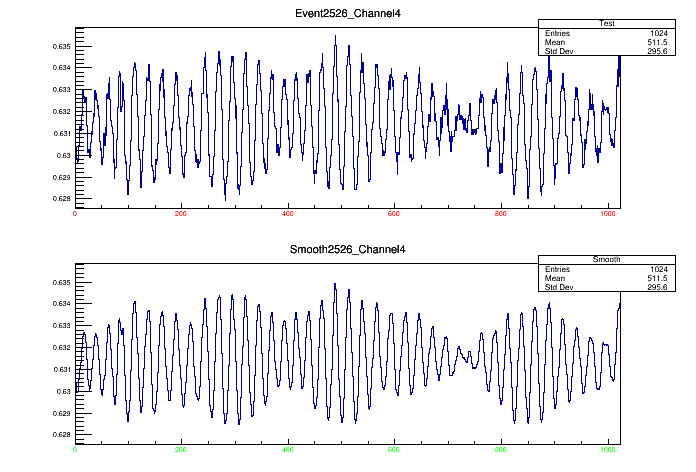 Event2526_Channel4
Test
Entries 1024
Mean 511.5
Std Dev 295.6
0.635
0.634
0.633
0.632
0.631
0.63
0.629
0.628
0 200 400 600 800 1000
Smooth2526_Channel4
Smooth
Entries 1024
Mean 511.5
Std Dev 295.6
0.635
0.634
0.633
0.632
0.631
0.63
0.629
0.628
0 200 400 600 800 1000